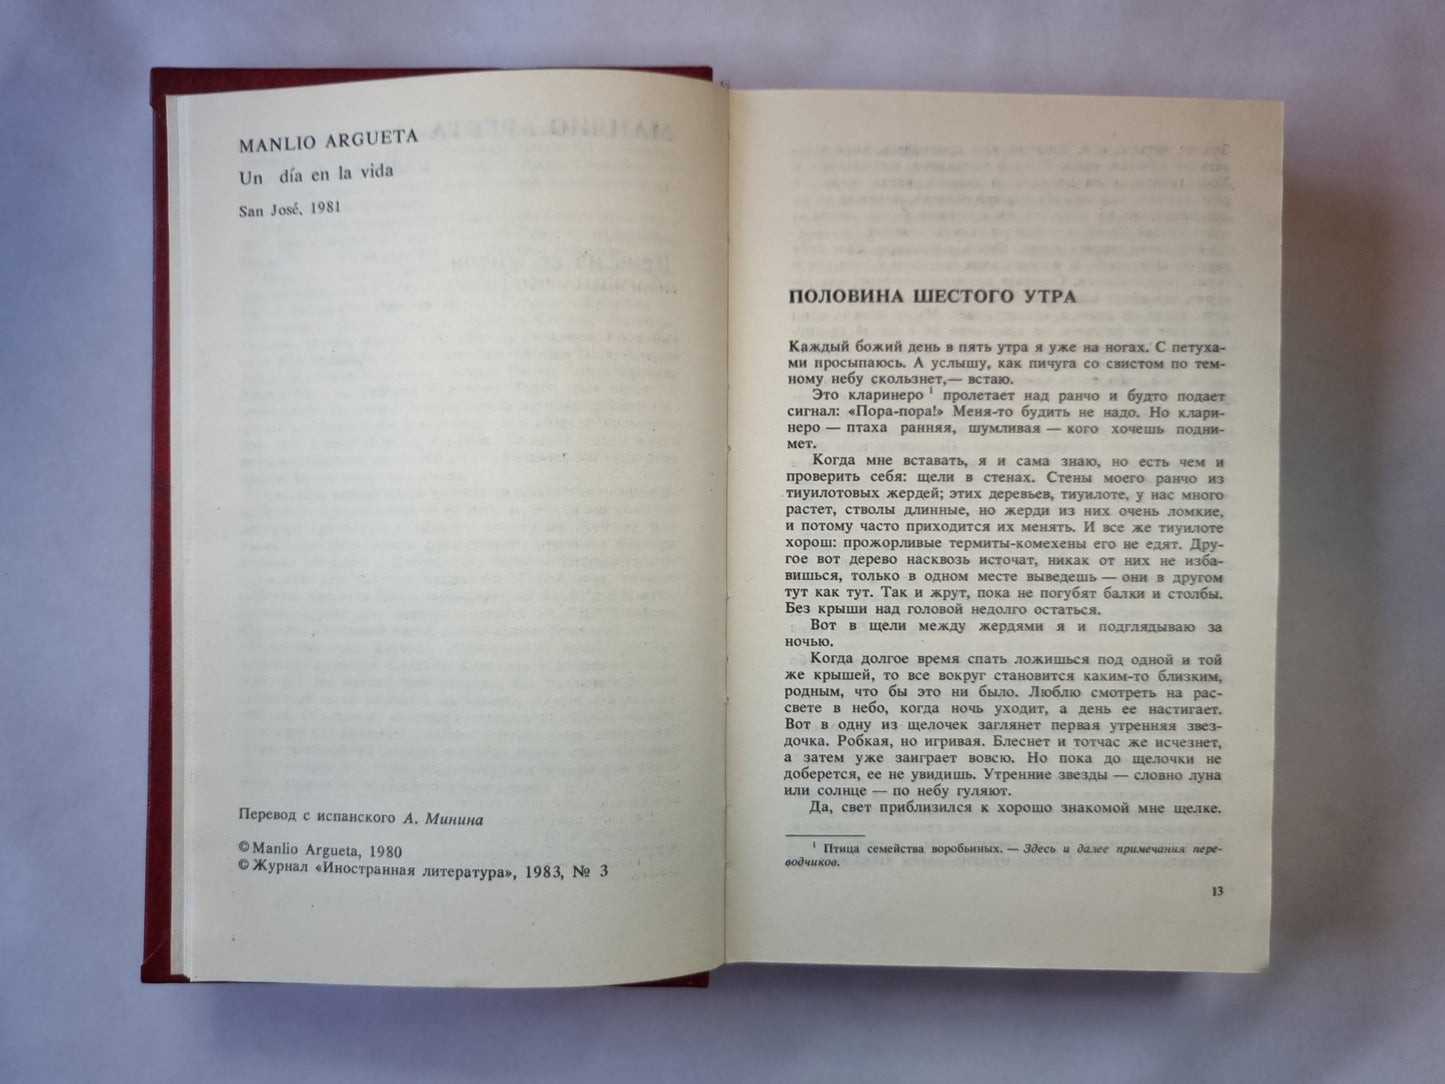 MANLIO ARGUETA
Un día en la vida
San José, 1981
Перевод с испанского А. Минина
© Manlio Argueta, 1980
© Журнал «Иностранная литература», 1983, № 3
ПОЛОВИНА ШЕСТОГО УТРА
Каждый божий день в пять утра я уже на ногах. С петуха-
ми просыпаюсь. А услышу, как пичуга со свистом по тем-
ному небу скользнет,— встаю.
Это кларинеро ¹ пролетает над ранчо и будто подает
сигнал: «Пора-пора!» Меня-то будить не надо. Но клари-
неро — птаха ранняя, шумливая — кого хочешь подни-
мет.
Когда мне вставать, я и сама знаю, но есть чем и
проверить себя: щели в стенах. Стены моего ранчо из
тиуилотовых жердей; этих деревьев, тиуилоте, у нас много
растет, стволы длинные, но жерди из них очень ломкие,
и потому часто приходится их менять. И все же тиуилоте
хорош: прожорливые термиты-комехены его не едят. Дру-
гое вот дерево насквозь источат, никак от них не изба-
вишься, только в одном месте выведешь — они в другом
тут как тут. Так и жрут, пока не погубят балки и столбы.
Без крыши над головой недолго остаться.
Вот в щели между жердями я и подглядываю за
ночью.
Когда долгое время спать ложишься под одной и той
же крышей, то все вокруг становится каким-то близким,
родным, что бы это ни было. Люблю смотреть на рас-
свете в небо, когда ночь уходит, а день ее настигает.
Вот в одну из щелочек заглянет первая утренняя звез-
дочка. Робкая, но игривая. Блеснет и тотчас же исчезнет,
а затем уже заиграет вовсю. Но пока до щелочки не
доберется, ее не увидишь. Утренние звезды — словно луна
или солнце — по небу гуляют.
Да, свет приблизился к хорошо знакомой мне щелке.
¹ Птица семейства воробьиных. — Здесь и далее примечания пере-
водчиков.
13